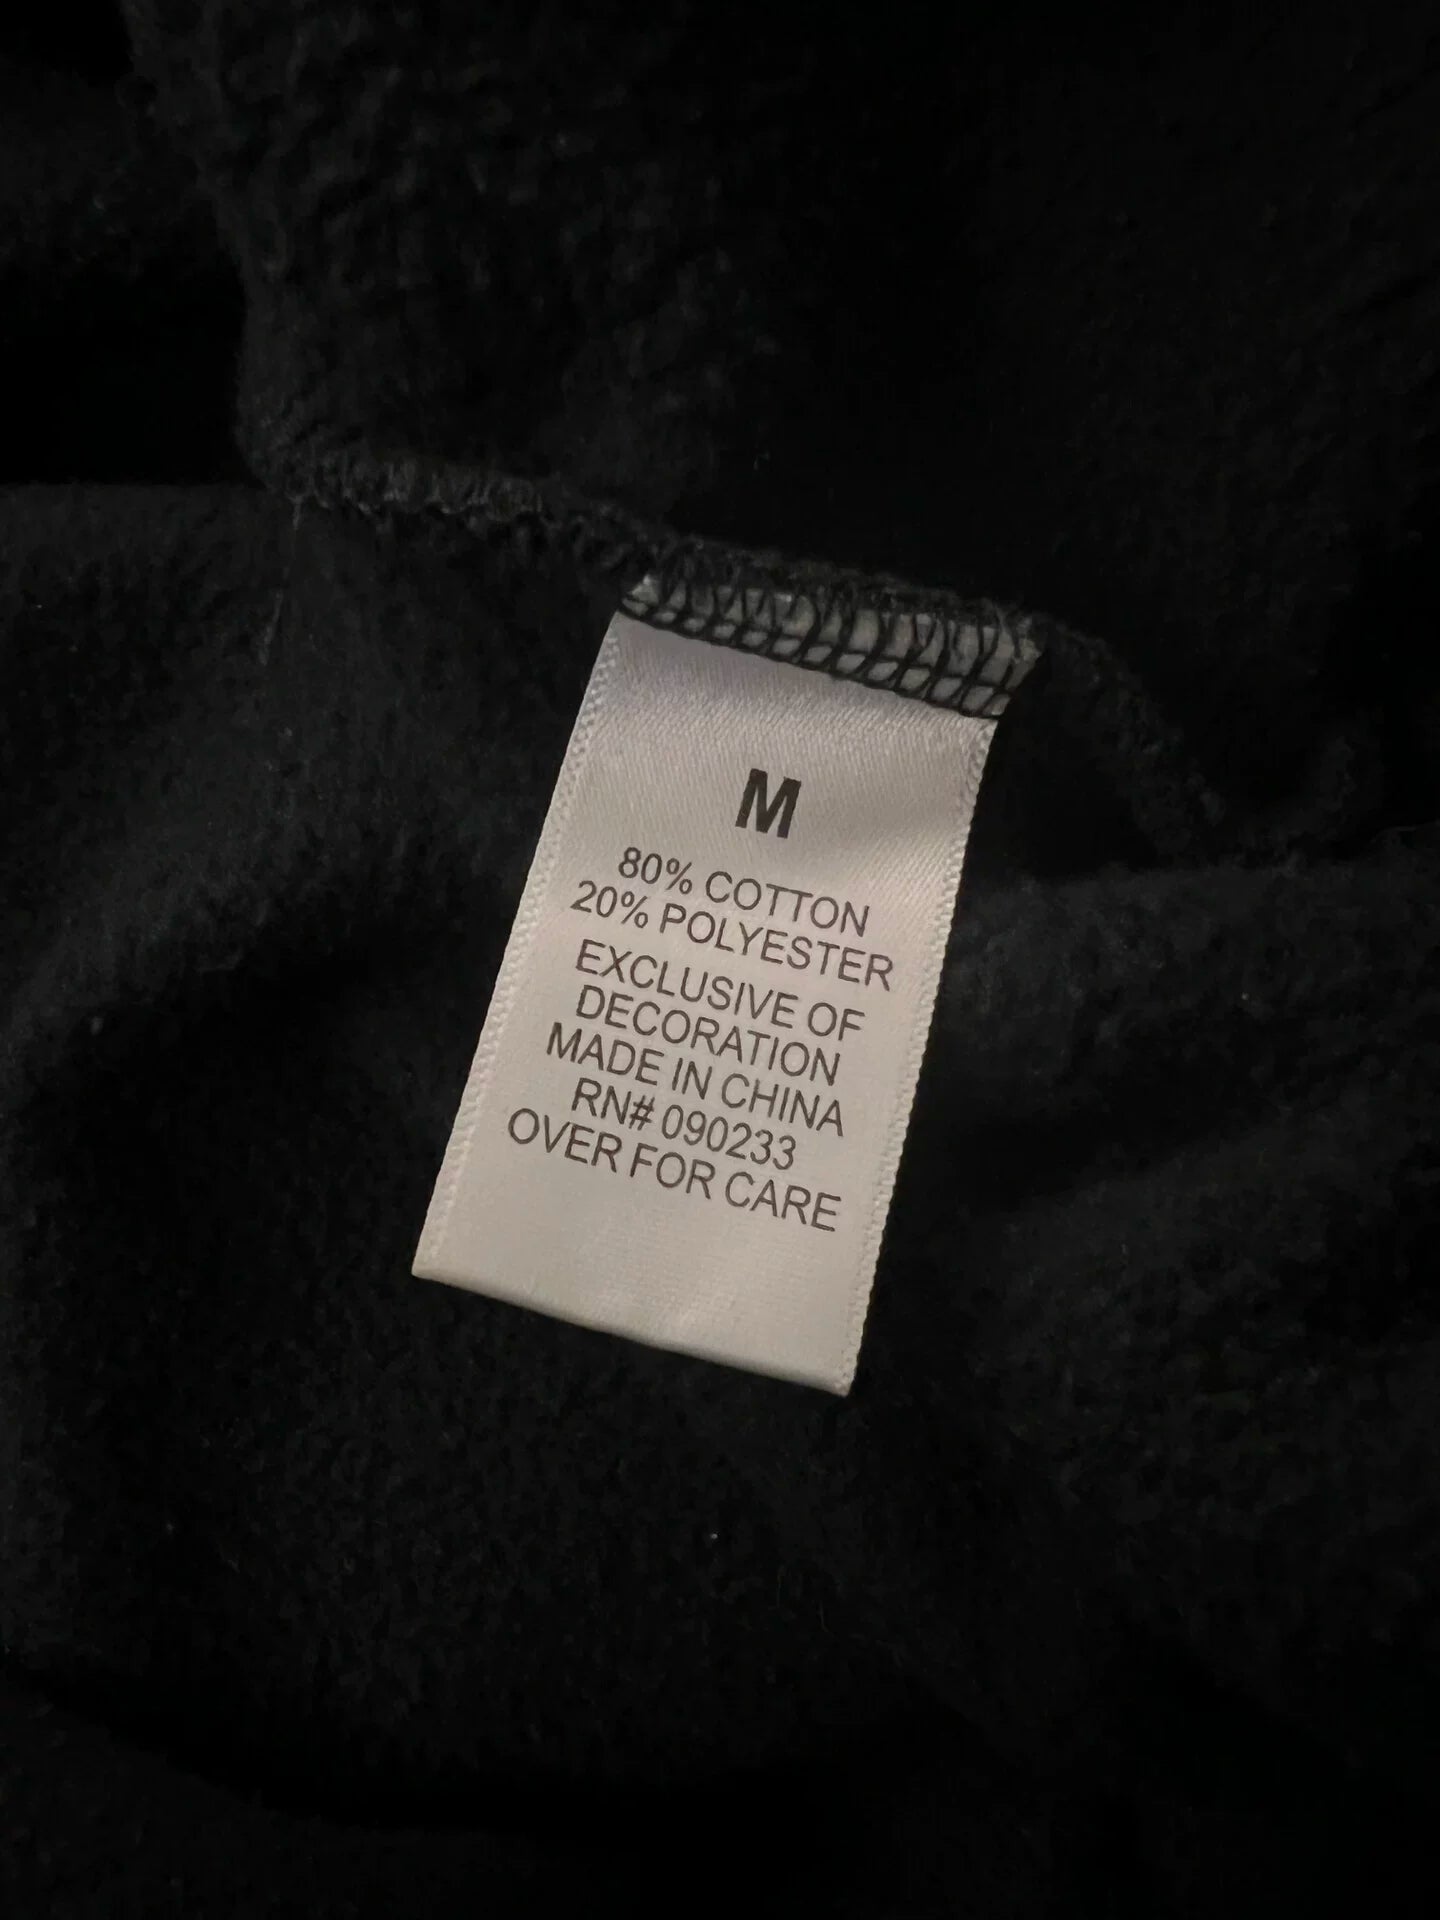 M
80% COTTON
20% POLYESTER
EXCLUSIVE OF
DECORATION
MADE IN CHINA
RN# 090233
OVER FOR CARE